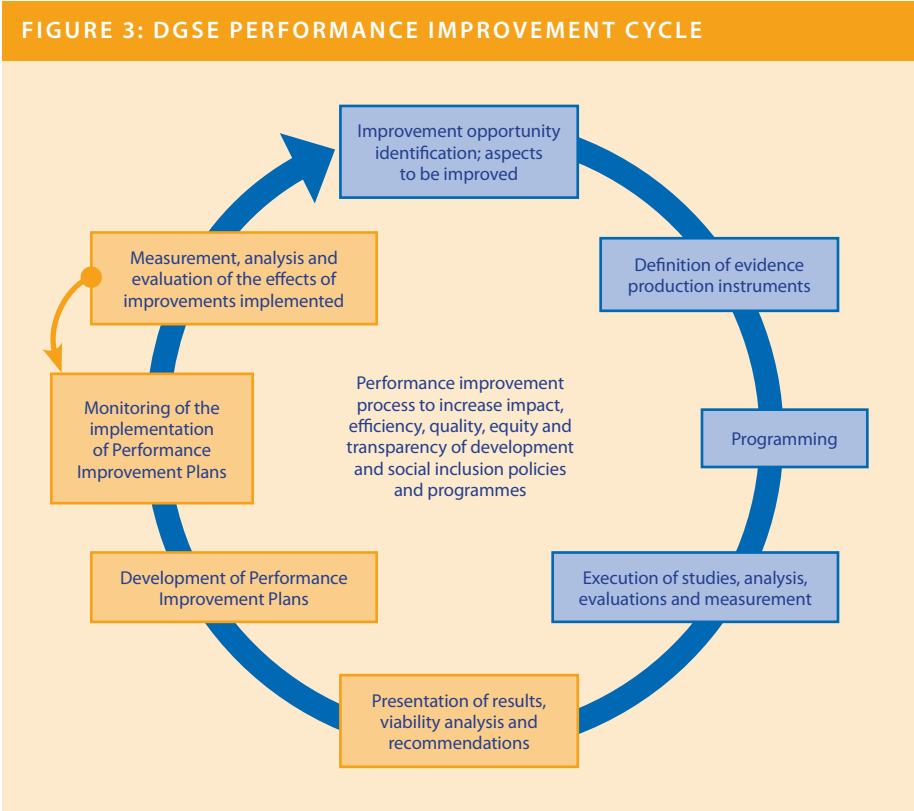 FIGURE 3: DGSE PERFORMANCE IMPROVEMENT CYCLE
Improvement opportunity
identification; aspects
to be improved
Definition of evidence
production instruments
Programming
Execution of studies, analysis,
evaluations and measurement
Presentation of results,
viability analysis and
recommendations
Development of Performance
Improvement Plans
Monitoring of the
implementation
of Performance
Improvement Plans
Measurement, analysis and
evaluation of the effects of
improvements implemented
Performance improvement
process to increase impact,
efficiency, quality, equity and
transparency of development
and social inclusion policies
and programmes